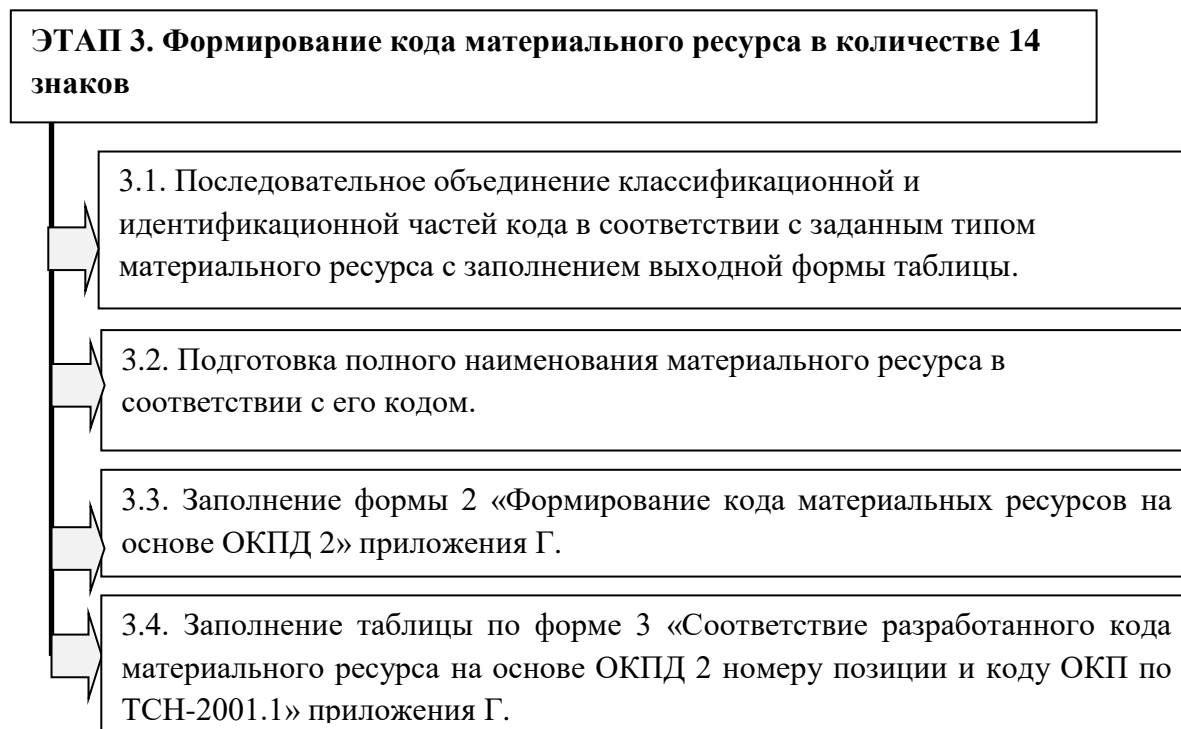 ЭТАП 3. Формирование кода материального ресурса в количестве 14
знаков
3.1. Последовательное объединение классификационной и
идентификационной частей кода в соответствии с заданным типом
материального ресурса с заполнением выходной формы таблицы.
3.2. Подготовка полного наименования материального ресурса в
соответствии с его кодом.
3.3. Заполнение формы 2 «Формирование кода материальных ресурсов на
основе ОКПД 2» приложения Г.
3.4. Заполнение таблицы по форме 3 «Соответствие разработанного кода
материального ресурса на основе ОКПД 2 номеру позиции и коду ОКП по
ТСН-2001.1» приложения Г.